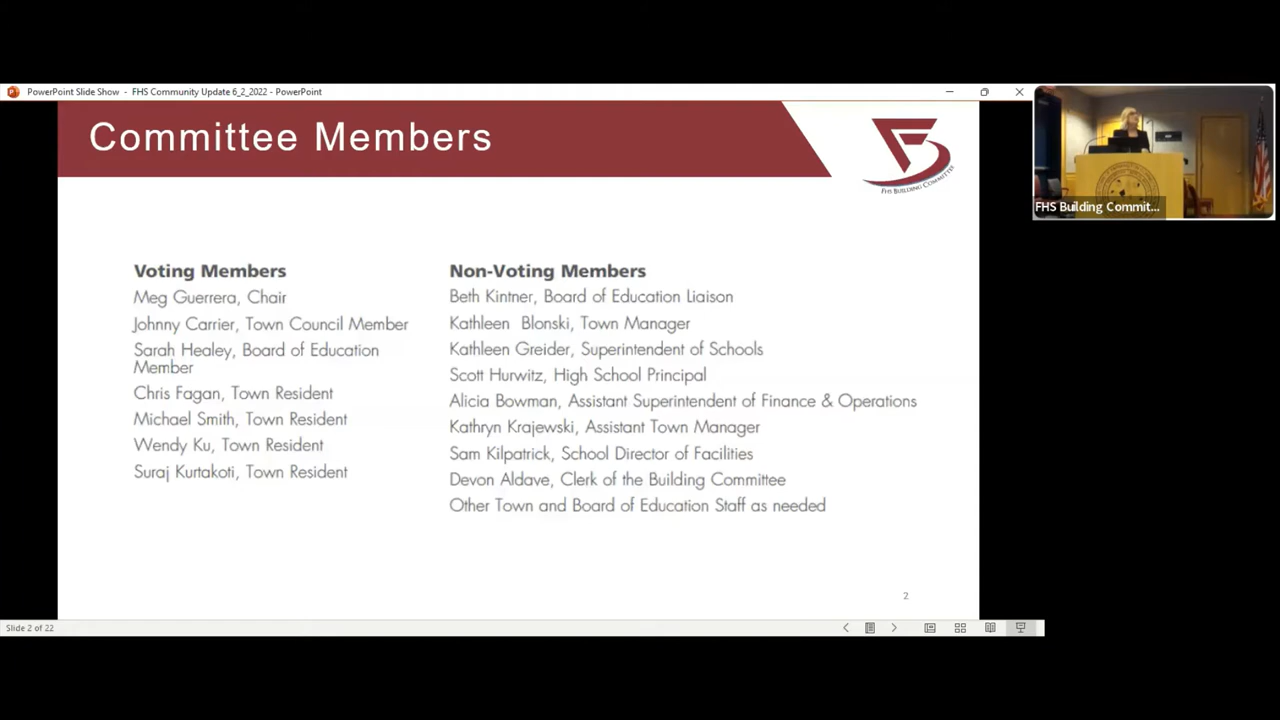 PowerPoint Slide Show - FHS Community Update 6_2_2022 - PowerPoint
Committee Members
FHS BUILDING COMMITTEE
FHS Building Commit...
Voting Members
Meg Guerrera, Chair
Johnny Carrier, Town Council Member
Sarah Healey, Board of Education
Member
Chris Fagan, Town Resident
Michael Smith, Town Resident
Wendy Ku, Town Resident
Suraj Kurtakoti, Town Resident
Non-Voting Members
Beth Kintner, Board of Education Liaison
Kathleen Blonski, Town Manager
Kathleen Greider, Superintendent of Schools
Scott Hurwitz, High School Principal
Alicia Bowman, Assistant Superintendent of Finance & Operations
Kathryn Krajewski, Assistant Town Manager
Sam Kilpatrick, School Director of Facilities
Devon Aldave, Clerk of the Building Committee
Other Town and Board of Education Staff as needed
2
Slide 2 of 22